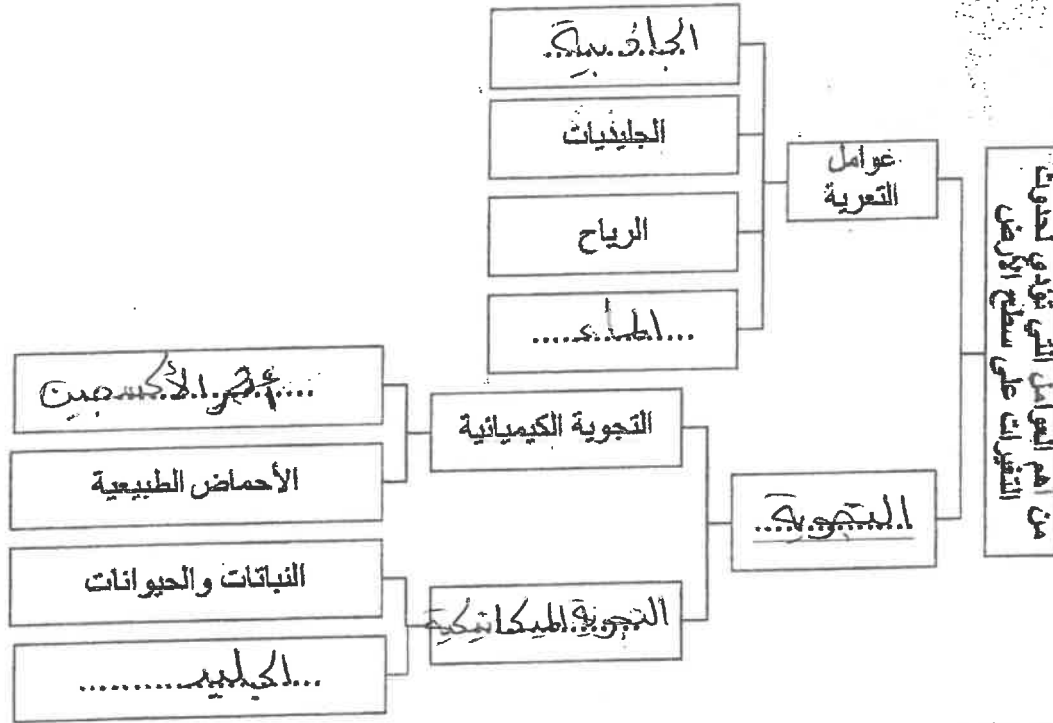 من أهم العوامل التي تؤدي لحدوث
التغيرات على سطح الأرض
عوامل
التعرية
الجاذبية
الجليديات
الرياح
الماء
التجوية
التجوية الكيميائية
أثر الأكسجين
الأحماض الطبيعية
التجوية الميكانيكية
النباتات والحيوانات
الجليد